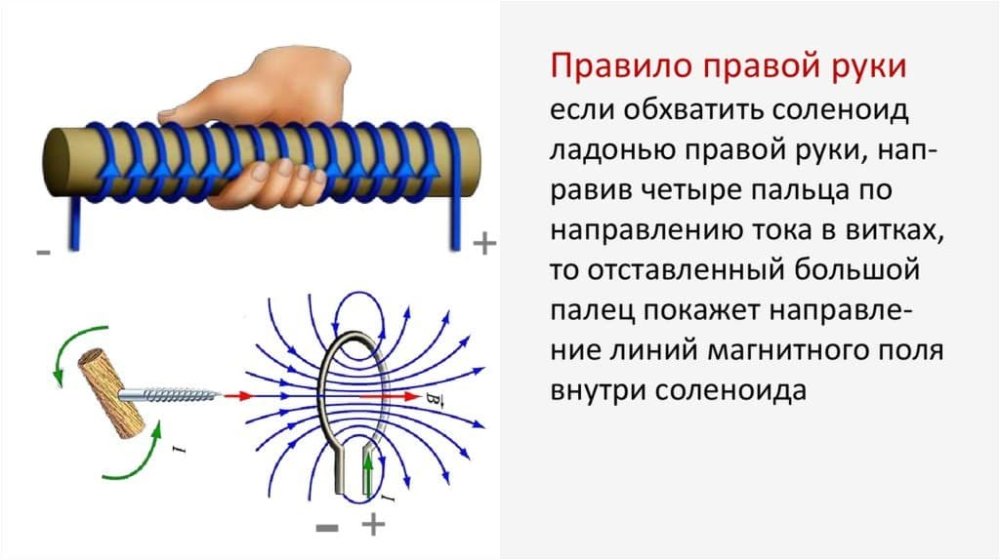 Правило правой руки
если обхватить соленоид
ладонью правой руки, нап-
равив четыре пальца по
направлению тока в витках,
то отставленный большой
палец покажет направле-
ние линий магнитного поля
внутри соленоида
- +
B
I
I
- +